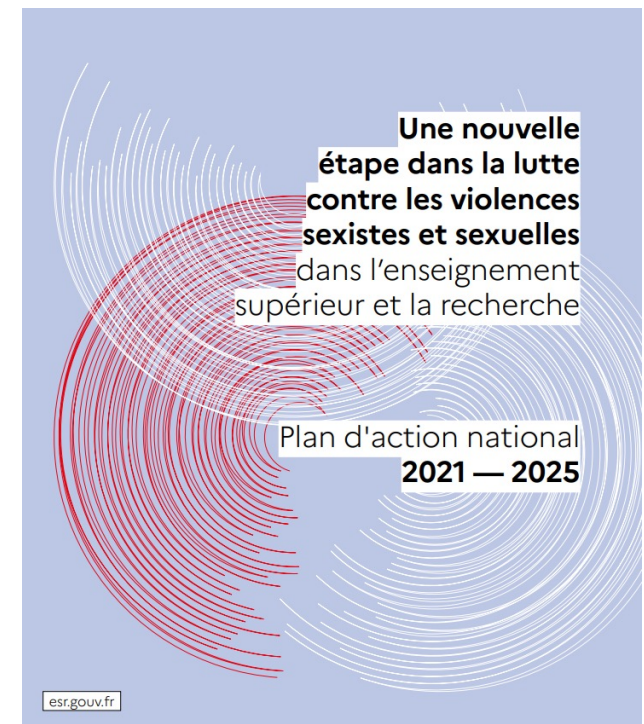 Une nouvelle
étape dans la lutte
contre les violences
sexistes et sexuelles
dans l’enseignement
supérieur et la recherche
Plan d'action national
2021 — 2025
esr.gouv.fr